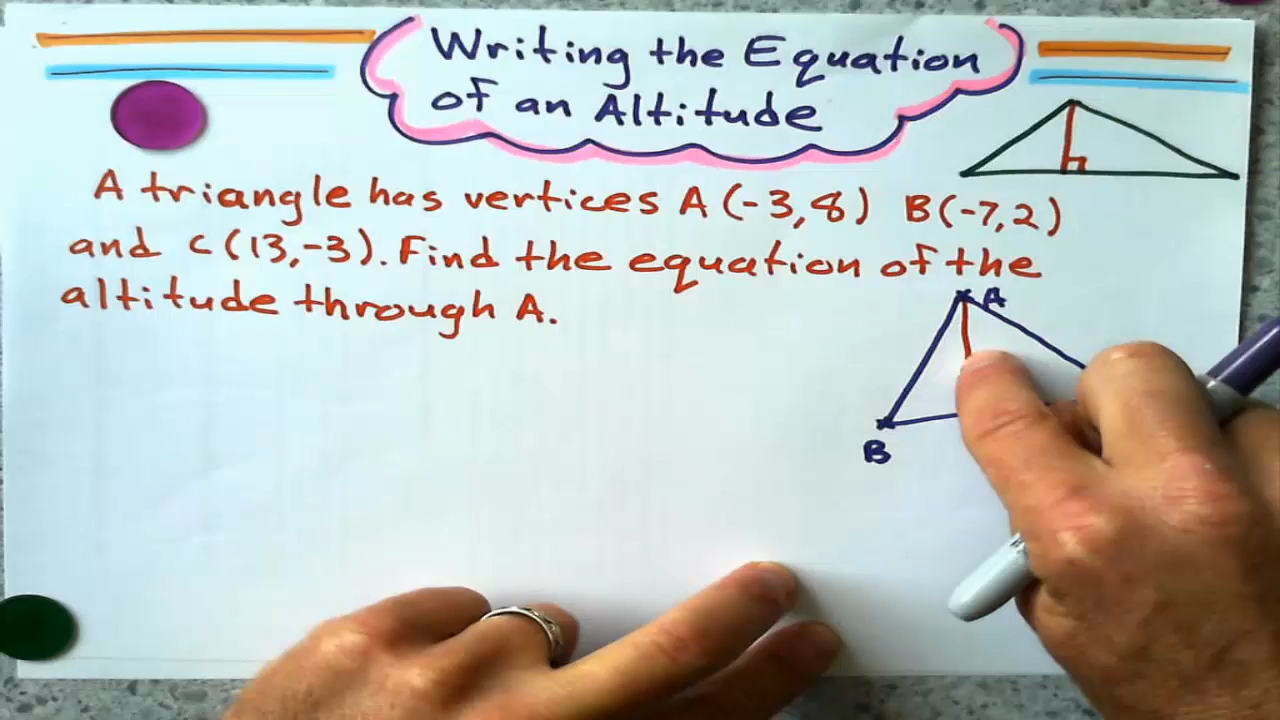 Writing the Equation
of an Altitude
A triangle has vertices A (-3,8) B(-7,2)
and C (13,-3). Find the equation of the
altitude through A.
A
B